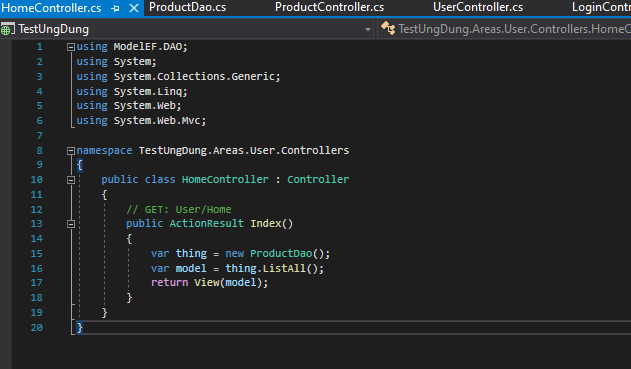 HomeController.cs ProductDao.cs ProductController.cs UserController.cs LoginContr
TestUngDung TestUngDung.Areas.User.Controllers.HomeC
1 using ModelEF.DAO;
2 using System;
3 using System.Collections.Generic;
4 using System.Linq;
5 using System.Web;
6 using System.Web.Mvc;
7
8 namespace TestUngDung.Areas.User.Controllers
9 {
10 public class HomeController : Controller
11 {
12 // GET: User/Home
13 public ActionResult Index()
14 {
15 var thing = new ProductDao();
16 var model = thing.ListAll();
17 return View(model);
18 }
19 }
20 }